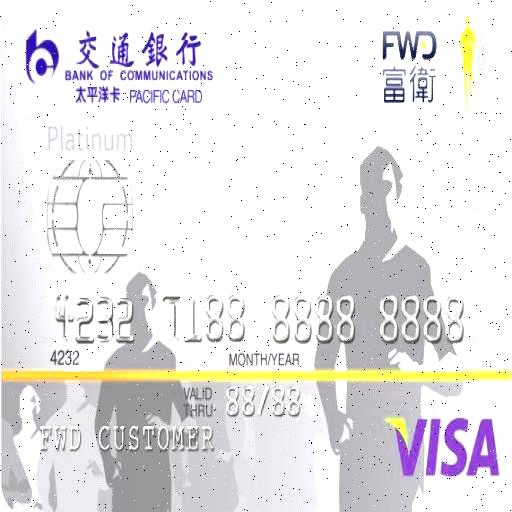 交通銀行
BANK OF COMMUNICATIONS
太平洋卡 PACIFIC CARD
FWD
富衛
Platinum
4232 7188 8888 8888
4232
MONTH/YEAR
VALID THRU 88/88
FWD CUSTOMER
VISA